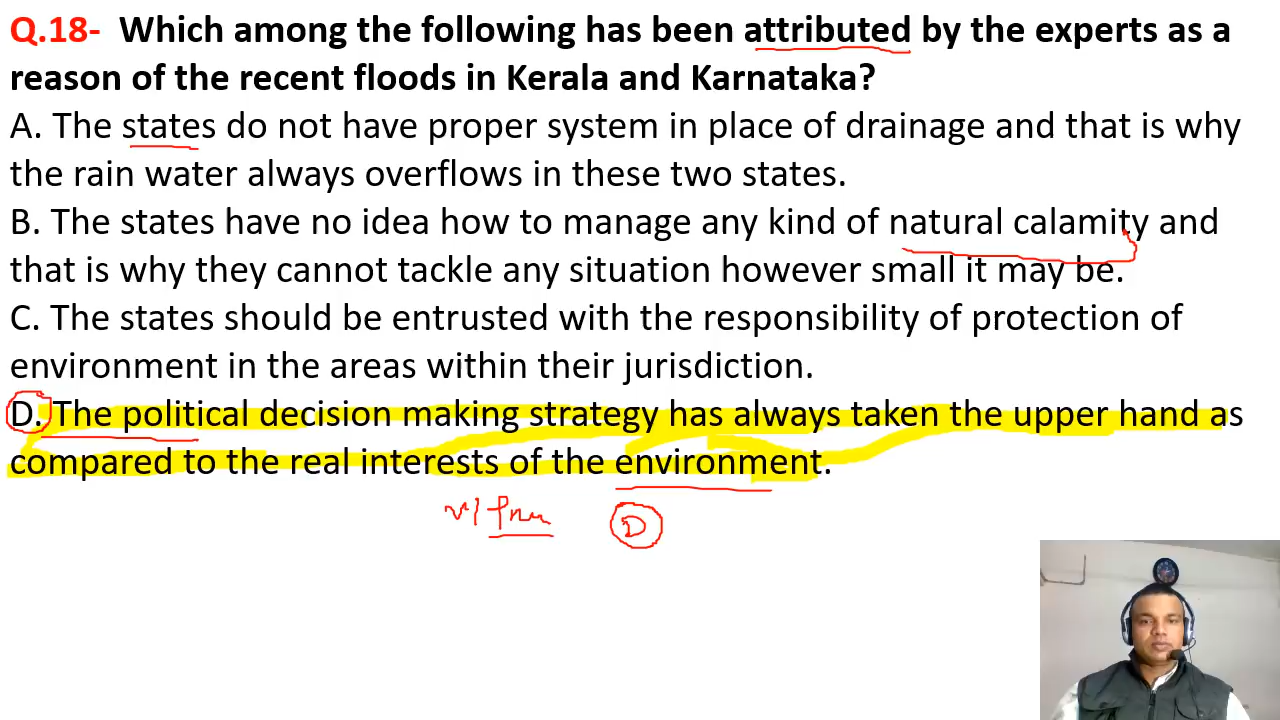 Q.18- Which among the following has been attributed by the experts as a
reason of the recent floods in Kerala and Karnataka?
A. The states do not have proper system in place of drainage and that is why
the rain water always overflows in these two states.
B. The states have no idea how to manage any kind of natural calamity and
that is why they cannot tackle any situation however small it may be.
C. The states should be entrusted with the responsibility of protection of
environment in the areas within their jurisdiction.
D. The political decision making strategy has always taken the upper hand as
compared to the real interests of the environment.
D